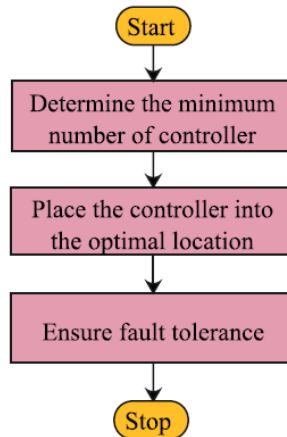 Start
Determine the minimum
number of controller
Place the controller into
the optimal location
Ensure fault tolerance
Stop